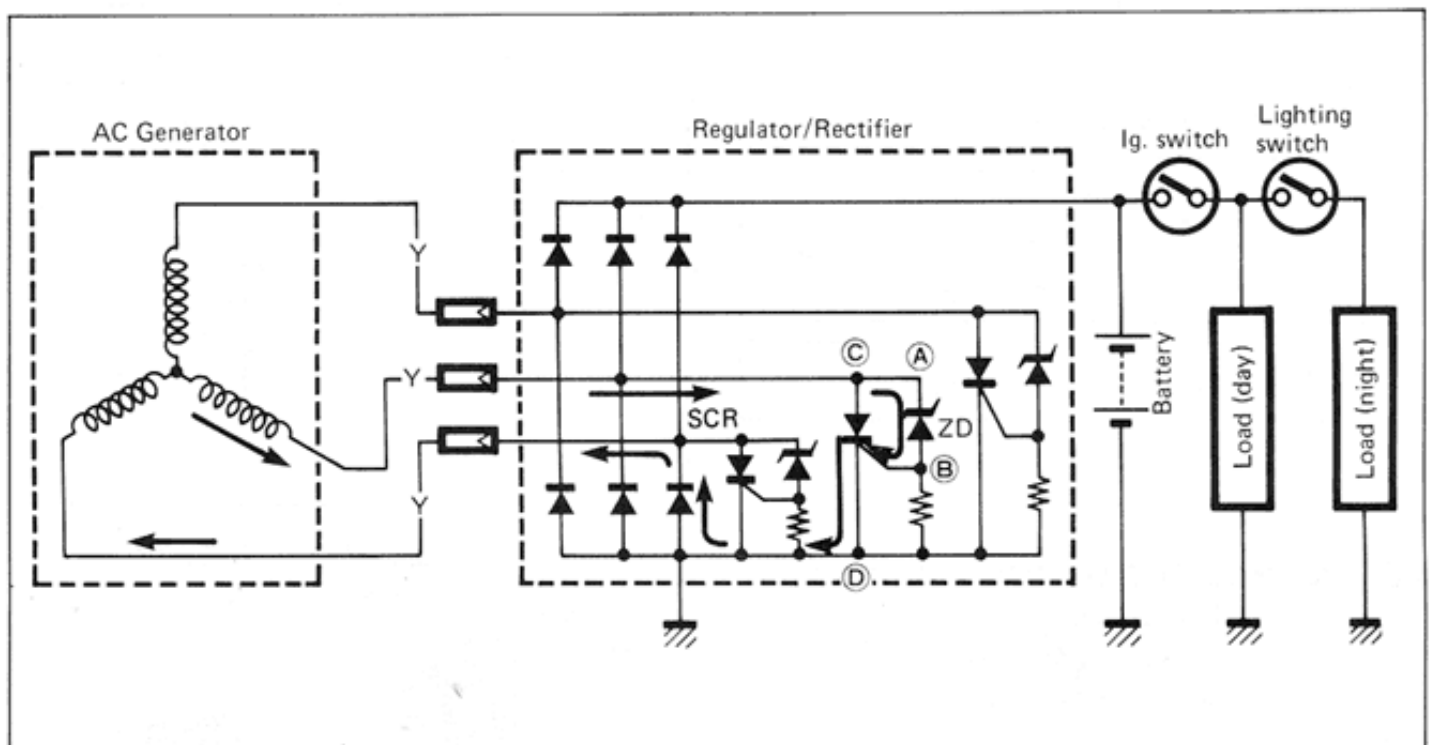 AC Generator
Regulator/Rectifier
Ig. switch
Lighting
switch
Y
Y
Y
SCR
C
A
ZD
B
D
Battery
Load (day)
Load (night)